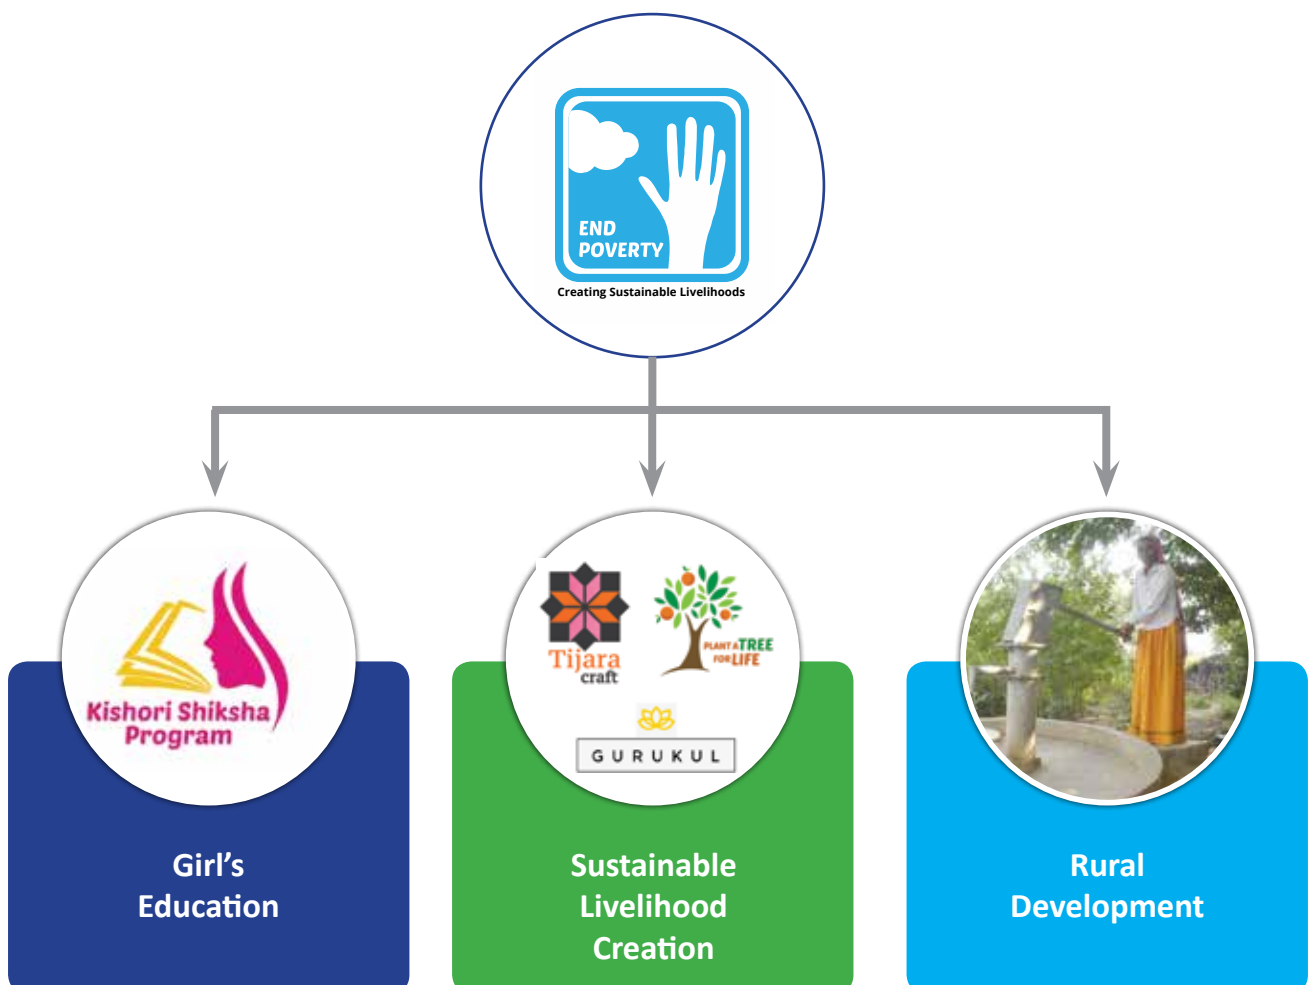 END
POVERTY
Creating Sustainable Livelihoods
Kishori Shiksha
Program
Tijara
craft
PLANT A TREE
FOR LIFE
GURUKUL
Girl’s
Education
Sustainable
Livelihood
Creation
Rural
Development